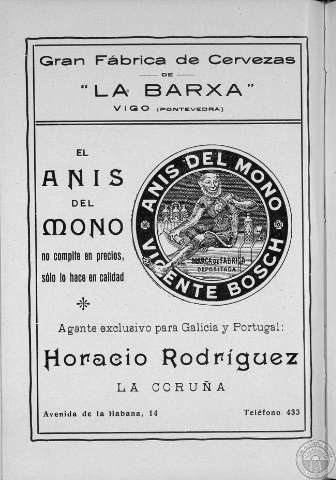 Gran Fábrica de Cervezas
DE
"LA BARXA"
VIGO (PONTEVEDRA)
EL
ANIS
DEL
MONO
no compite en precios,
sólo lo hace en calidad
ANIS DEL MONO
MARCA DE FABRICA
DEPOSITADA
VICENTE BOSCH
Agente exclusivo para Galicia y Portugal:
Horacio Rodríguez
LA CORUÑA
Avenida de la Habana, 14 Teléfono 433